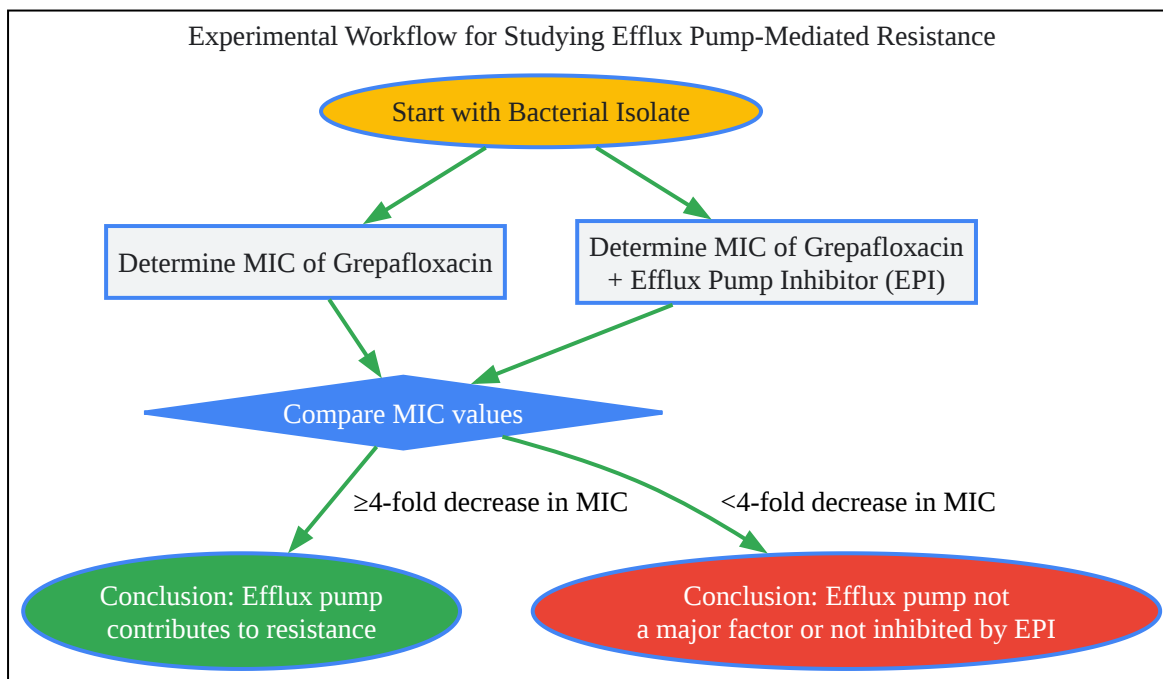 Experimental Workflow for Studying Efflux Pump-Mediated Resistance
Start with Bacterial Isolate
Determine MIC of Grepafloxacin
Determine MIC of Grepafloxacin
+ Efflux Pump Inhibitor (EPI)
Compare MIC values
≥4-fold decrease in MIC
<4-fold decrease in MIC
Conclusion: Efflux pump
contributes to resistance
Conclusion: Efflux pump not
a major factor or not inhibited by EPI